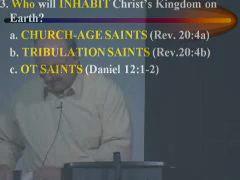 3. Who will INHABIT Christ's Kingdom on
Earth?
a. CHURCH-AGE SAINTS (Rev. 20:4a)
b. TRIBULATION SAINTS (Rev. 20:4b)
c. OT SAINTS (Daniel 12:1-2)